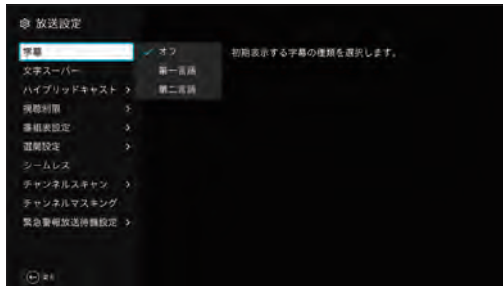 放送設定
字幕
文字スーパー
ハイブリッドキャスト
視聴制限
番組表設定
選局設定
シームレス
チャンネルスキャン
チャンネルマスキング
緊急警報放送待機設定
オフ
第一言語
第二言語
初期表示する字幕の種類を選択します。
戻る